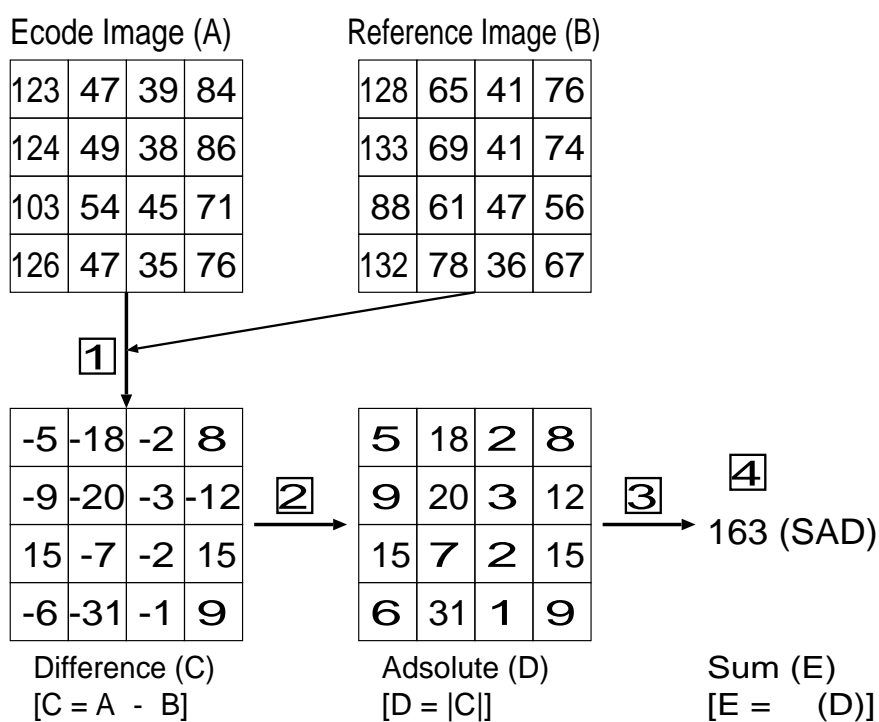 Ecode Image (A) Reference Image (B)
123 47 39 84 128 65 41 76
124 49 38 86 133 69 41 74
103 54 45 71 88 61 47 56
126 47 35 76 132 78 36 67
1
-5 -18 -2 8 5 18 2 8
4
-9 -20 -3 -12 2 9 20 3 12 3
163 (SAD)
15 -7 -2 15 15 7 2 15
-6 -31 -1 9 6 31 1 9
Difference (C) Adsolute (D) Sum (E)
[C = A - B] [D = |C|] [E = (D)]